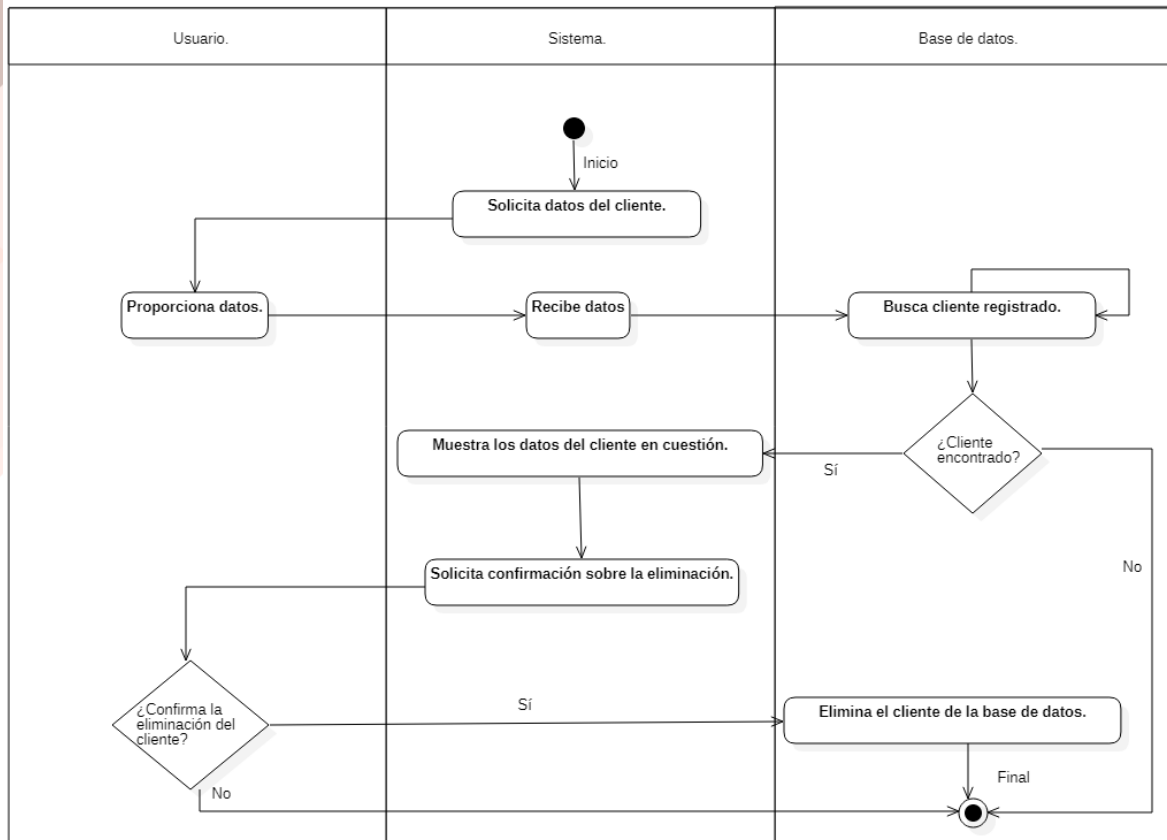 Usuario.
Sistema.
Base de datos.
Inicio
Solicita datos del cliente.
Proporciona datos.
Recibe datos
Busca cliente registrado.
¿Cliente
encontrado?
Muestra los datos del cliente en cuestión.
Sí
No
Solicita confirmación sobre la eliminación.
¿Confirma la
eliminación del
cliente?
Sí
Elimina el cliente de la base de datos.
Final
No